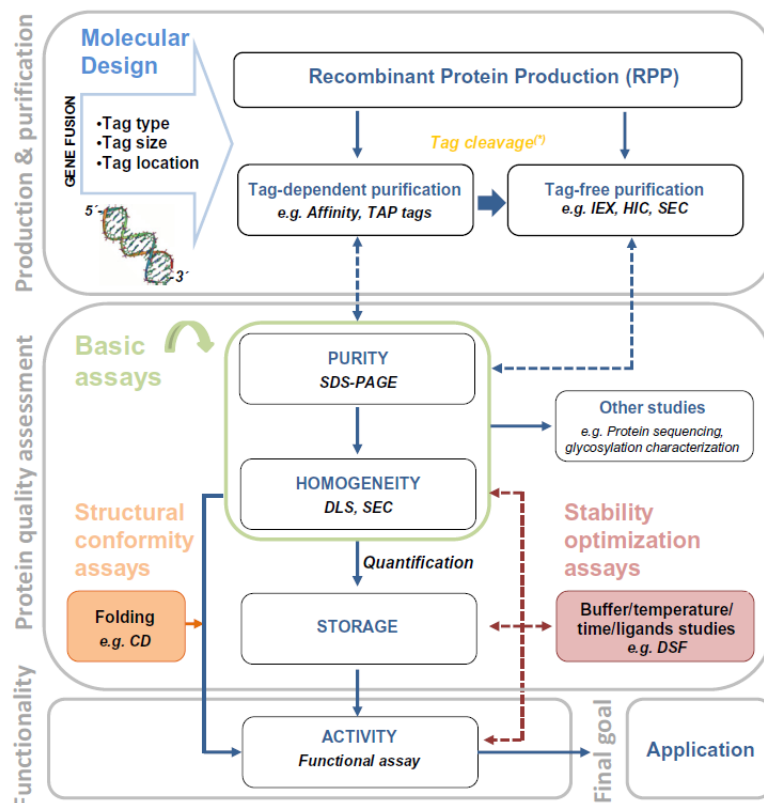 Production & purification
Molecular
Design
GENE FUSION
•Tag type
•Tag size
•Tag location
5´
3´
Recombinant Protein Production (RPP)
Tag cleavage(*)
Tag-dependent purification
e.g. Affinity, TAP tags
Tag-free purification
e.g. IEX, HIC, SEC
Protein quality assessment
Basic
assays
PURITY
SDS-PAGE
Other studies
e.g. Protein sequencing,
glycosylation characterization
HOMOGENEITY
DLS, SEC
Structural
conformity
assays
Stability
optimization
assays
Quantification
Folding
e.g. CD
STORAGE
Buffer/temperature/
time/ligands studies
e.g. DSF
Functionality
ACTIVITY
Functional assay
Final goal
Application